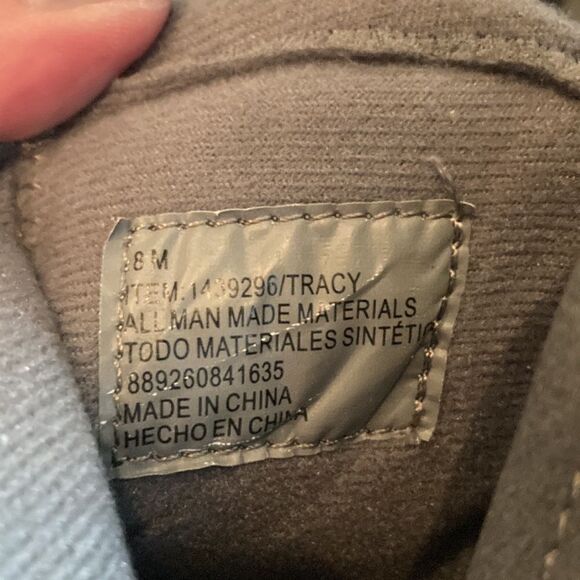 8 M
ITEM: 1439296/TRACY
ALL MAN MADE MATERIALS
TODO MATERIALES SINTÉTIC
889260841635
MADE IN CHINA
HECHO EN CHINA